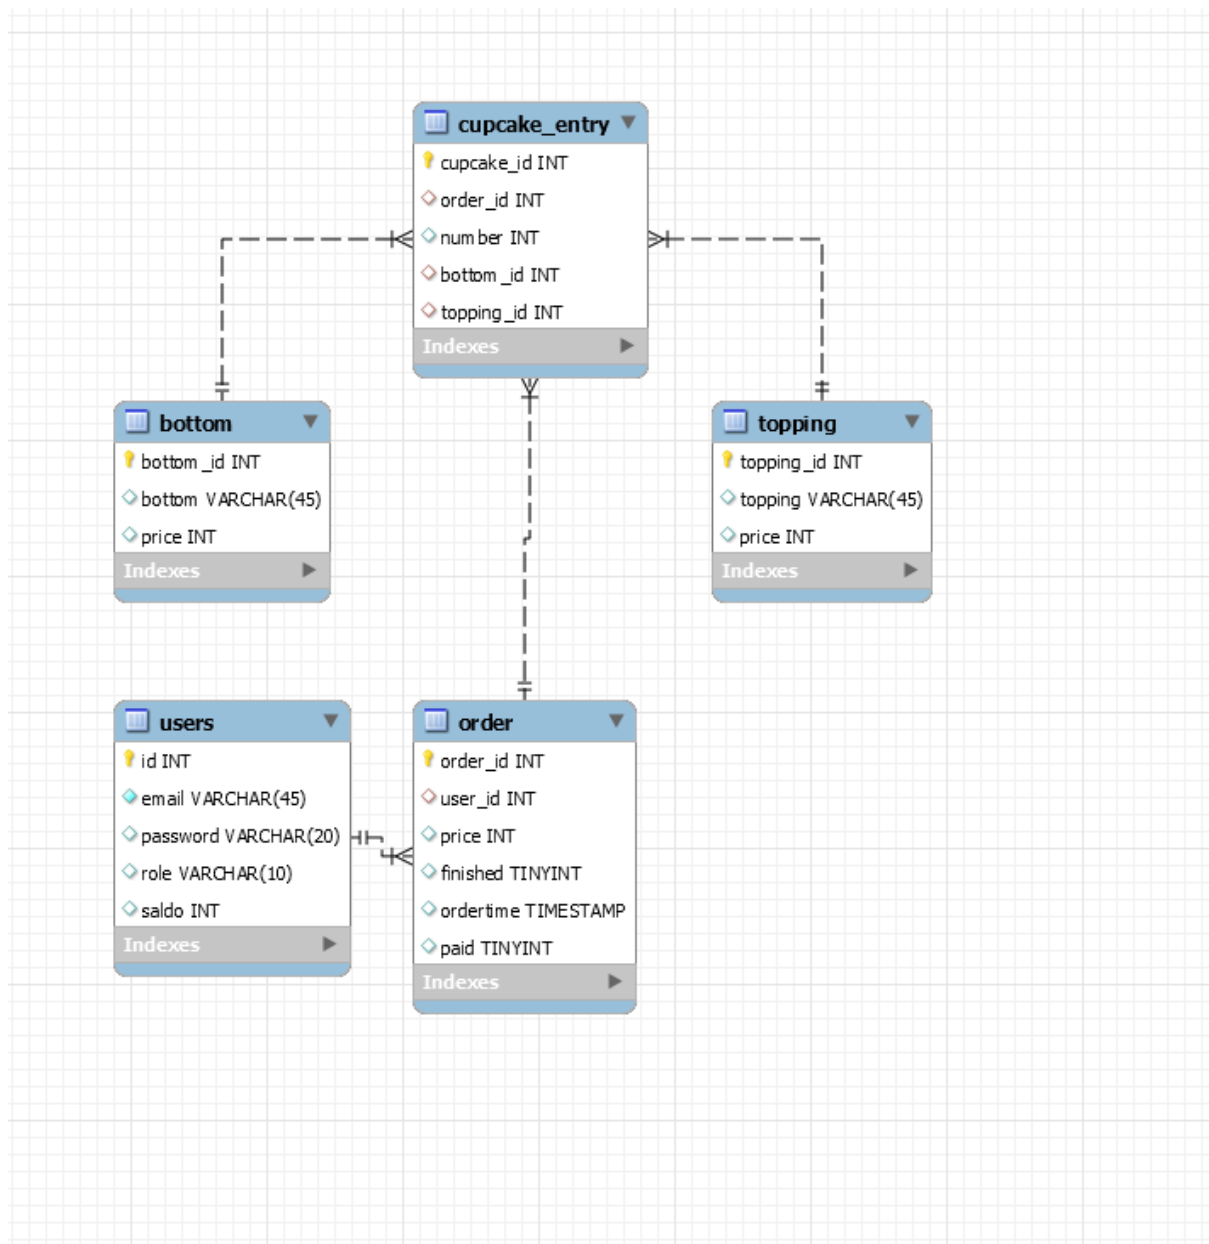 cupcake_entry
cupcake_id INT
order_id INT
number INT
bottom_id INT
topping_id INT
Indexes
bottom
bottom_id INT
bottom VARCHAR(45)
price INT
Indexes
topping
topping_id INT
topping VARCHAR(45)
price INT
Indexes
users
id INT
email VARCHAR(45)
password VARCHAR(20)
role VARCHAR(10)
saldo INT
Indexes
order
order_id INT
user_id INT
price INT
finished TINYINT
ordertime TIMESTAMP
paid TINYINT
Indexes